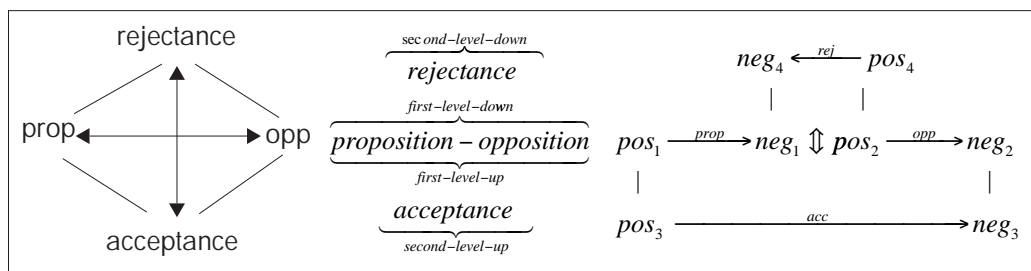 rejectance
prop opp
acceptance
second-level-down
rejectance
first-level-down
proposition – opposition
first-level-up
acceptance
second-level-up
neg₄ ←rej pos₄
| |
pos₁ →prop neg₁ ⇕ pos₂ →opp neg₂
| |
pos₃ →acc neg₃